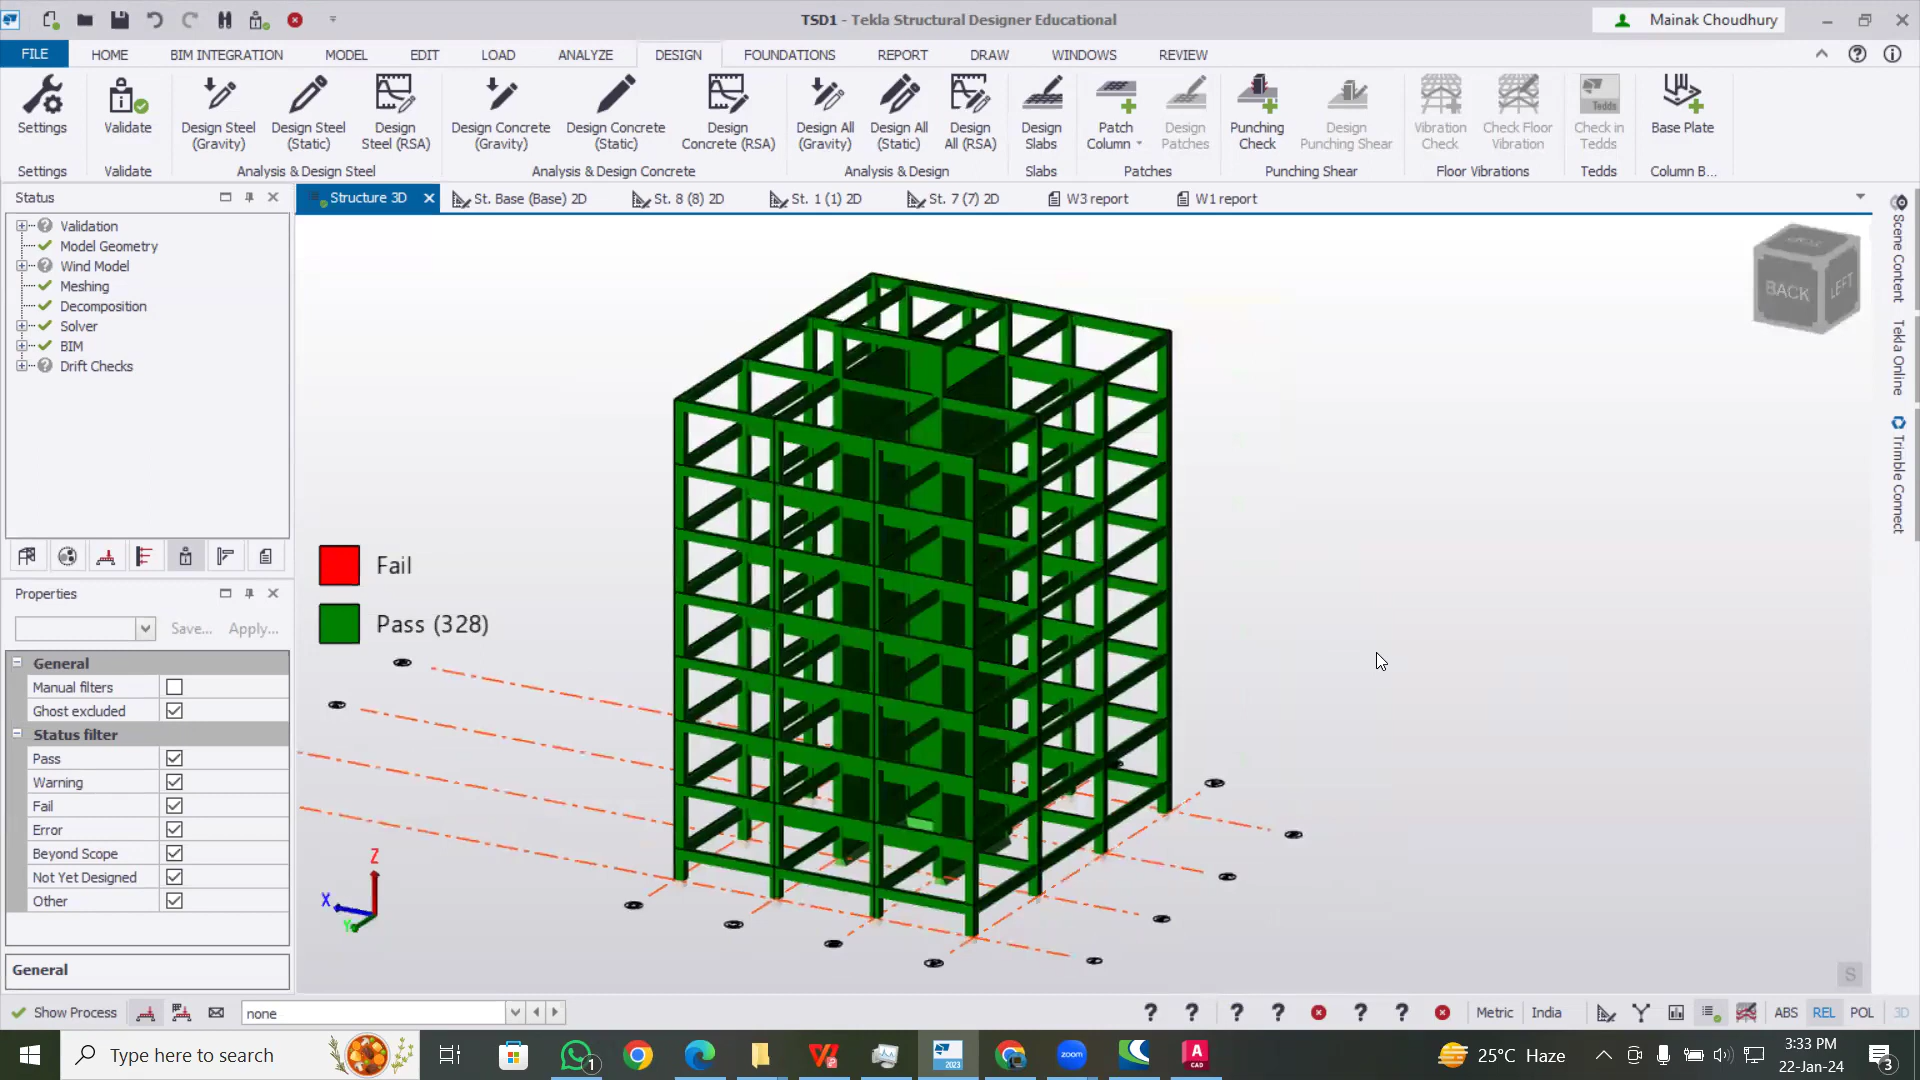 TSD1 - Tekla Structural Designer Educational
Mainak Choudhury
FILE
HOME
BIM INTEGRATION
MODEL
EDIT
LOAD
ANALYZE
DESIGN
FOUNDATIONS
REPORT
DRAW
WINDOWS
REVIEW
Settings
Validate
Design Steel (Gravity)
Design Steel (Static)
Design Steel (RSA)
Design Concrete (Gravity)
Design Concrete (Static)
Design Concrete (RSA)
Design All (Gravity)
Design All (Static)
Design All (RSA)
Design Slabs
Patch Column
Design Patches
Punching Check
Design Punching Shear
Vibration Check
Check Floor Vibration
Tedds
Check in Tedds
Base Plate
Settings
Validate
Analysis & Design Steel
Analysis & Design Concrete
Analysis & Design
Slabs
Patches
Punching Shear
Floor Vibrations
Tedds
Column B...
Status
Structure 3D
St. Base (Base) 2D
St. 8 (8) 2D
St. 1 (1) 2D
St. 7 (7) 2D
W3 report
W1 report
Validation
Model Geometry
Wind Model
Meshing
Decomposition
Solver
BIM
Drift Checks
BACK
LEFT
Scene Content
Tekla Online
Trimble Connect
Fail
Pass (328)
Properties
Save...
Apply...
General
Manual filters
Ghost excluded
Status filter
Pass
Warning
Fail
Error
Beyond Scope
Not Yet Designed
Other
General
Z
X
Y
S
Show Process
none
Metric
India
ABS
REL
POL
3D
Type here to search
1
2023
zoom
A
CAD
25°C Haze
3:33 PM
22-Jan-24
3